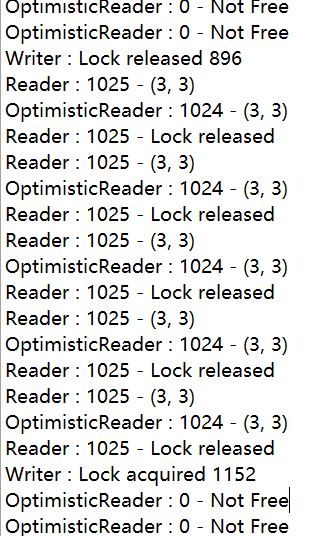 OptimisticReader : 0 - Not Free
OptimisticReader : 0 - Not Free
Writer : Lock released 896
Reader : 1025 - (3, 3)
OptimisticReader : 1024 - (3, 3)
Reader : 1025 - Lock released
Reader : 1025 - (3, 3)
OptimisticReader : 1024 - (3, 3)
Reader : 1025 - Lock released
Reader : 1025 - (3, 3)
OptimisticReader : 1024 - (3, 3)
Reader : 1025 - Lock released
Reader : 1025 - (3, 3)
OptimisticReader : 1024 - (3, 3)
Reader : 1025 - Lock released
Reader : 1025 - (3, 3)
OptimisticReader : 1024 - (3, 3)
Reader : 1025 - Lock released
Writer : Lock acquired 1152
OptimisticReader : 0 - Not Free
OptimisticReader : 0 - Not Free